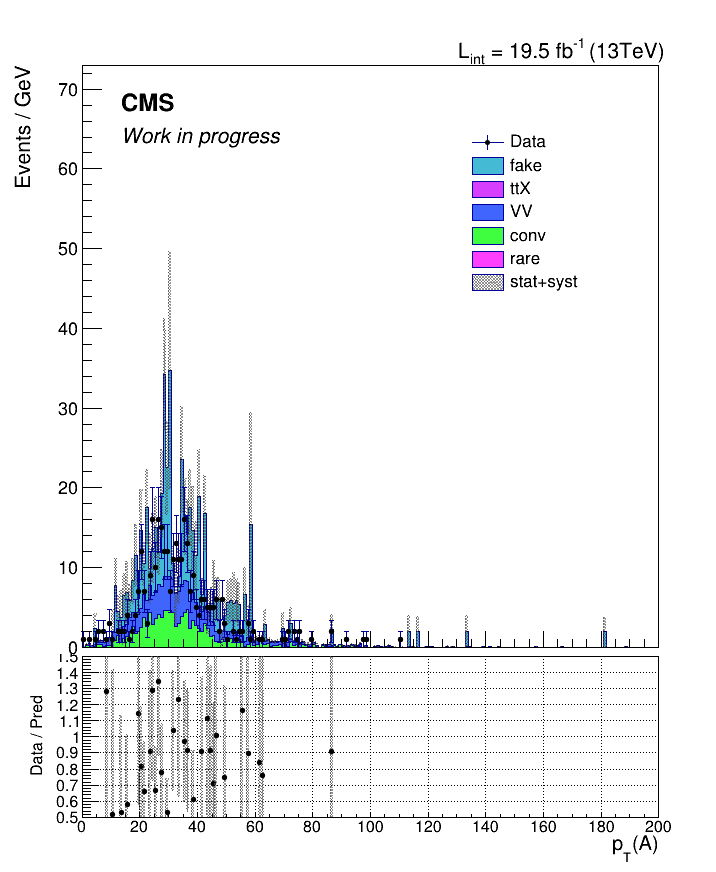 L_int = 19.5 fb^-1 (13TeV)
Events / GeV
CMS
Work in progress
Data
fake
ttX
VV
conv
rare
stat+syst
70
60
50
40
30
20
10
0
Data / Pred
1.5
1.4
1.3
1.2
1.1
1
0.9
0.8
0.7
0.6
0.5
0 20 40 60 80 100 120 140 160 180 200
p_T(A)